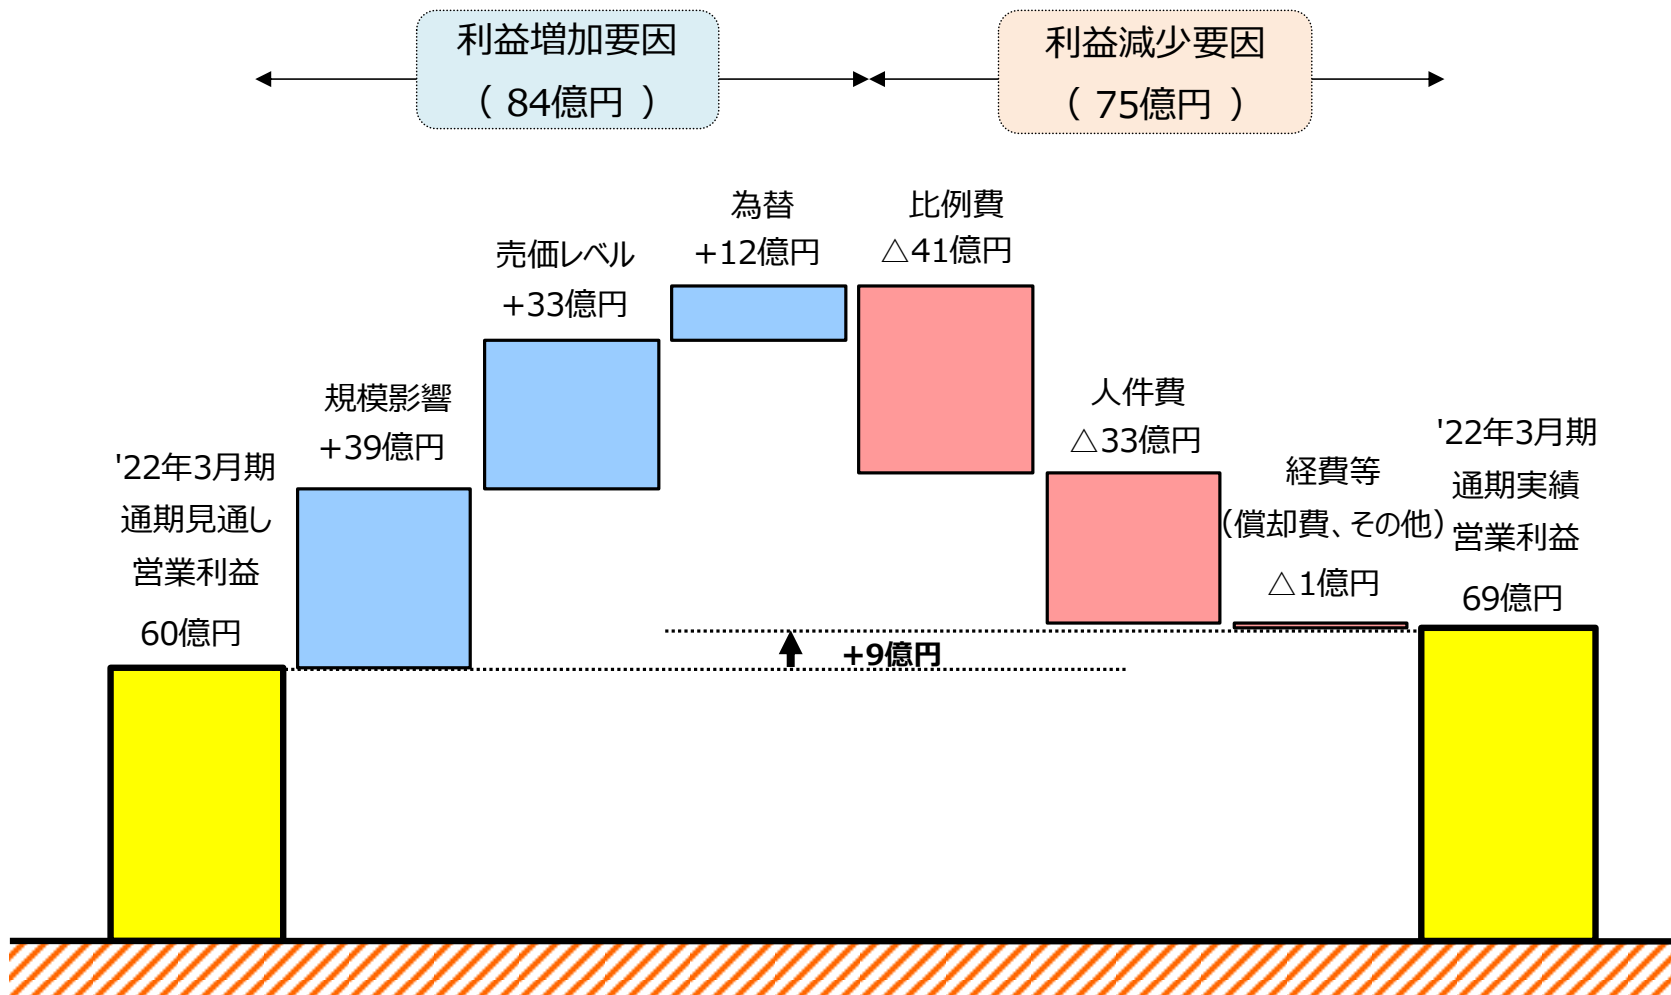 利益増加要因
（ 84億円 ）
利益減少要因
（ 75億円 ）
'22年3月期
通期見通し
営業利益
60億円
規模影響
+39億円
売価レベル
+33億円
為替
+12億円
比例費
△41億円
人件費
△33億円
経費等
（償却費、その他）
△1億円
'22年3月期
通期実績
営業利益
69億円
+9億円